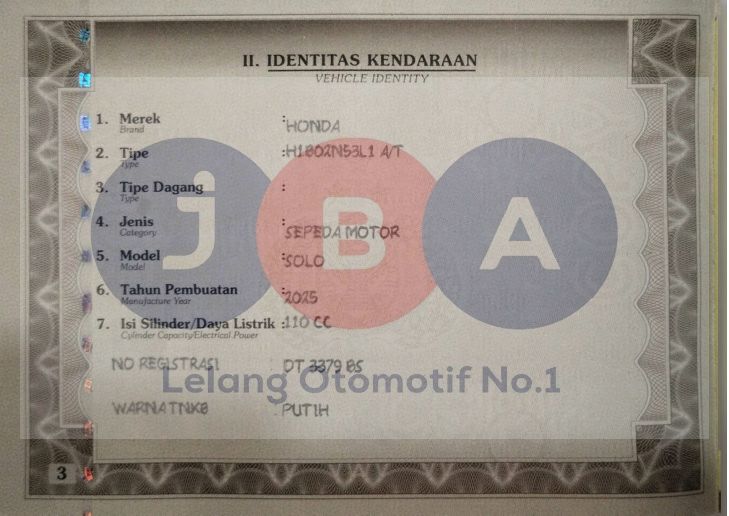 II. IDENTITAS KENDARAAN
VEHICLE IDENTITY
1. Merek : HONDA
Brand
2. Tipe : H1B02N53L1 A/T
Type
3. Tipe Dagang :
Type
4. Jenis : SEPEDA MOTOR
Category
5. Model : SOLO
Model
6. Tahun Pembuatan : 2025
Manufacture Year
7. Isi Silinder/Daya Listrik : 110 CC
Cylinder Capacity/Electrical Power
NO REGISTRASI : DT 3379 BS
WARNA TNKB : PUTIH
JBA
Lelang Otomotif No.1
3